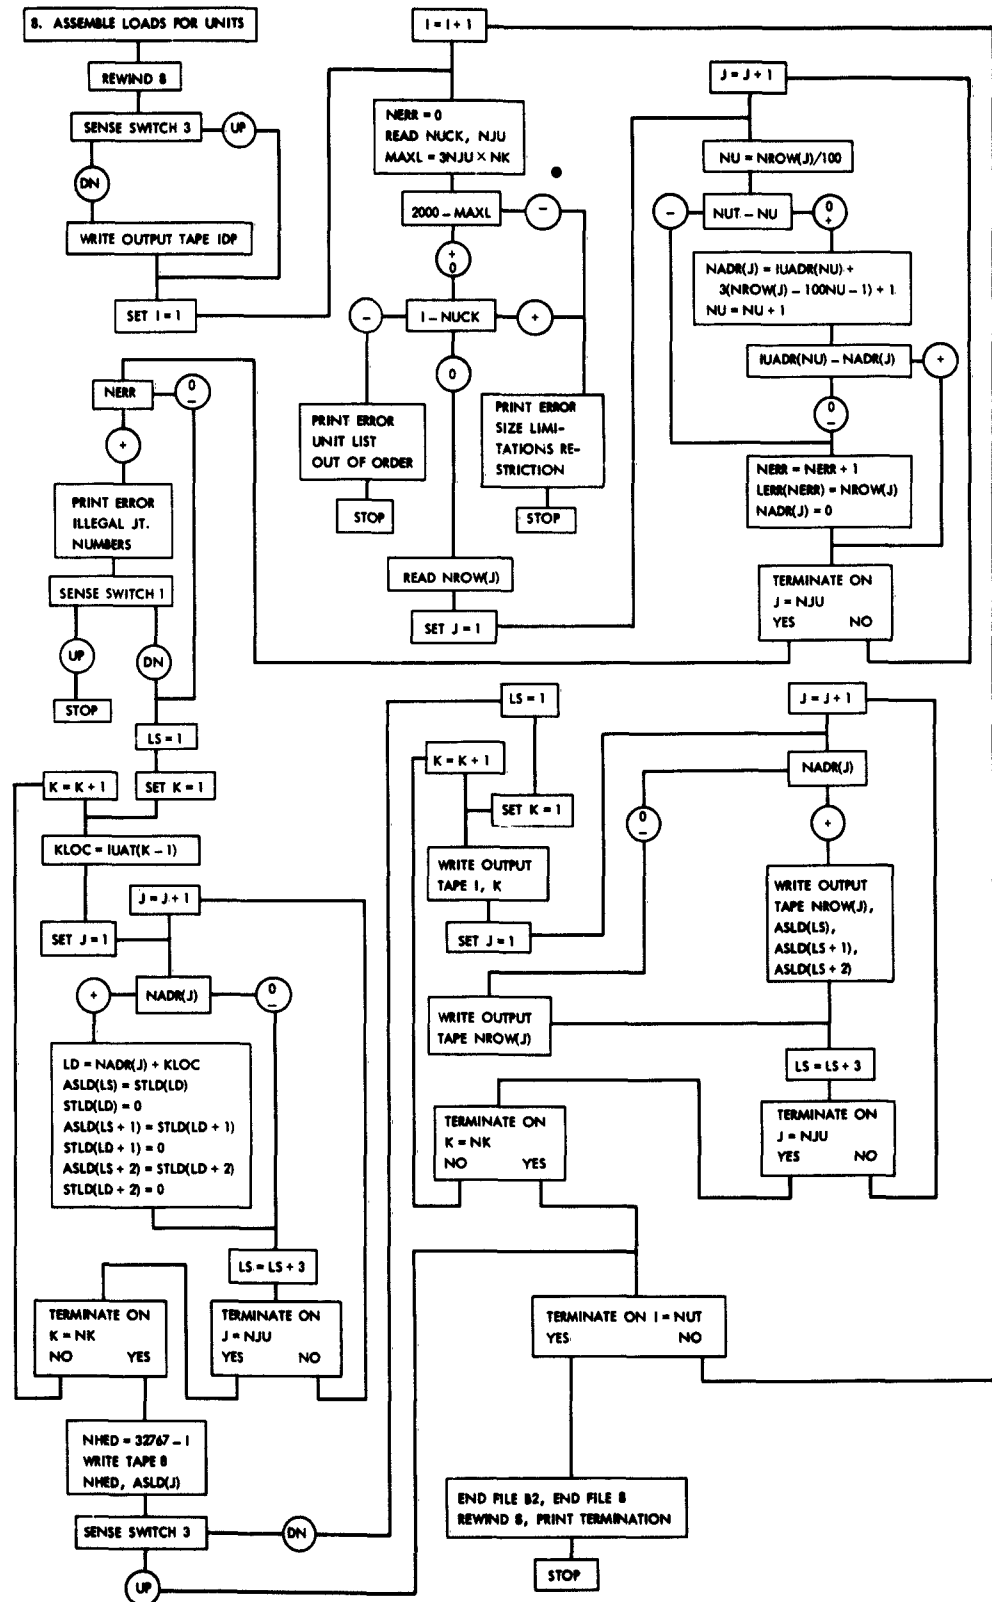 8. ASSEMBLE LOADS FOR UNITS
REWIND 8
SENSE SWITCH 3
UP
DN
WRITE OUTPUT TAPE IDP
SET I = 1
I = I + 1
NERR = 0
READ NUCK, NJU
MAXL = 3NJU × NK
2000 - MAXL
-
+
0
I - NUCK
-
+
0
PRINT ERROR
UNIT LIST
OUT OF ORDER
STOP
PRINT ERROR
SIZE LIMI-
TATIONS RE-
STRICTION
STOP
READ NROW(J)
SET J = 1
J = J + 1
NU = NROW(J)/100
NUT - NU
-
0
+
NADR(J) = IUADR(NU) +
3(NROW(J) - 100NU - 1) + 1
NU = NU + 1
IUADR(NU) - NADR(J)
+
0
-
NERR = NERR + 1
LERR(NERR) = NROW(J)
NADR(J) = 0
TERMINATE ON
J = NJU
YES NO
NERR
0
-
+
PRINT ERROR
ILLEGAL JT.
NUMBERS
SENSE SWITCH 1
UP
DN
STOP
LS = 1
K = K + 1
SET K = 1
KLOC = IUAT(K - 1)
J = J + 1
SET J = 1
NADR(J)
+
0
-
LD = NADR(J) + KLOC
ASLD(LS) = STLD(LD)
STLD(LD) = 0
ASLD(LS + 1) = STLD(LD + 1)
STLD(LD + 1) = 0
ASLD(LS + 2) = STLD(LD + 2)
STLD(LD + 2) = 0
LS = LS + 3
TERMINATE ON
K = NK
NO YES
TERMINATE ON
J = NJU
YES NO
NHED = 32767 - I
WRITE TAPE 8
NHED, ASLD(J)
SENSE SWITCH 3
DN
UP
LS = 1
K = K + 1
SET K = 1
WRITE OUTPUT
TAPE I, K
SET J = 1
J = J + 1
NADR(J)
0
-
+
WRITE OUTPUT
TAPE NROW(J),
ASLD(LS),
ASLD(LS + 1),
ASLD(LS + 2)
WRITE OUTPUT
TAPE NROW(J)
LS = LS + 3
TERMINATE ON
K = NK
NO YES
TERMINATE ON
J = NJU
YES NO
TERMINATE ON I = NUT
YES NO
END FILE B2, END FILE 8
REWIND 8, PRINT TERMINATION
STOP